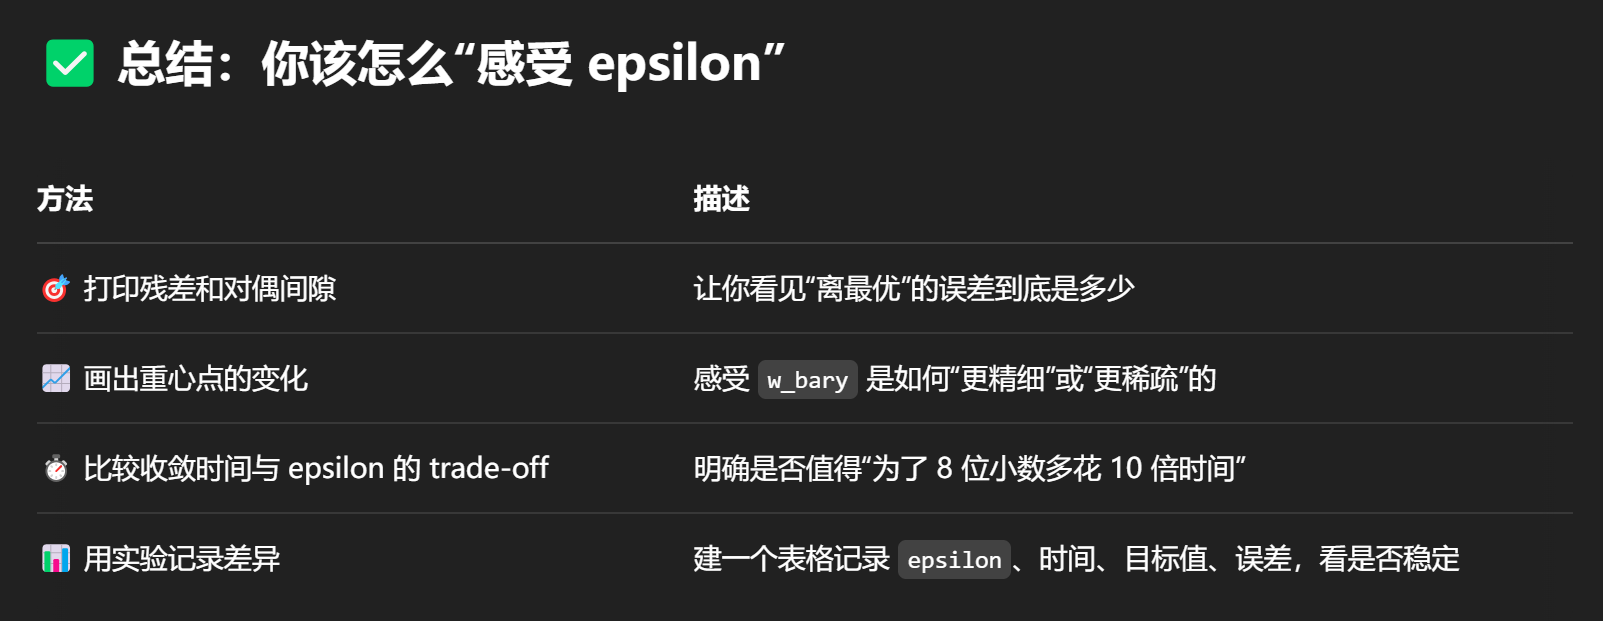 ✅ 总结：你该怎么“感受 epsilon”
方法 描述
🎯 打印残差和对偶间隙 让你看见“离最优”的误差到底是多少
📈 画出重心点的变化 感受 w_bary 是如何“更精细”或“更稀疏”的
⏱️ 比较收敛时间与 epsilon 的 trade-off 明确是否值得“为了 8 位小数多花 10 倍时间”
📊 用实验记录差异 建一个表格记录 epsilon、时间、目标值、误差，看是否稳定